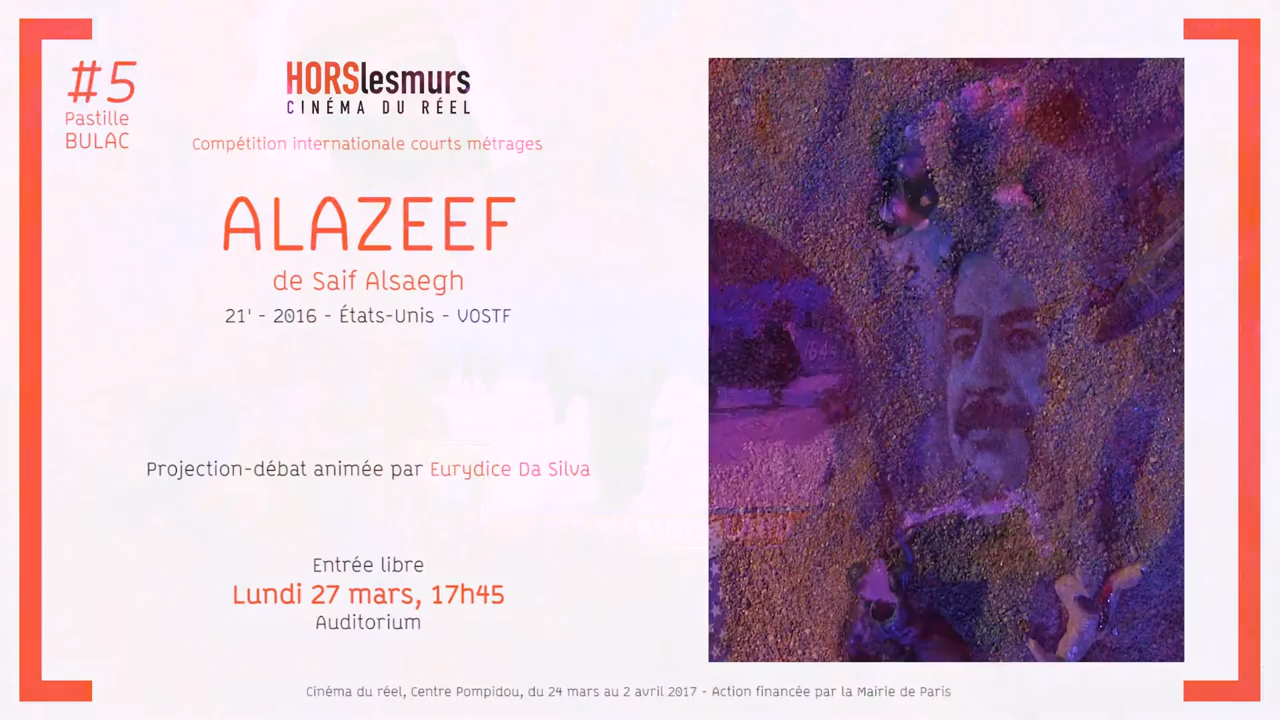 #5
Pastille
BULAC
HORSlesmurs
CINÉMA DU RÉEL
Compétition internationale courts métrages
ALAZEEF
de Saif Alsaegh
21' - 2016 - États-Unis - VOSTF
Projection-débat animée par Eurydice Da Silva
Entrée libre
Lundi 27 mars, 17h45
Auditorium
Cinéma du réel, Centre Pompidou, du 24 mars au 2 avril 2017 - Action financée par la Mairie de Paris